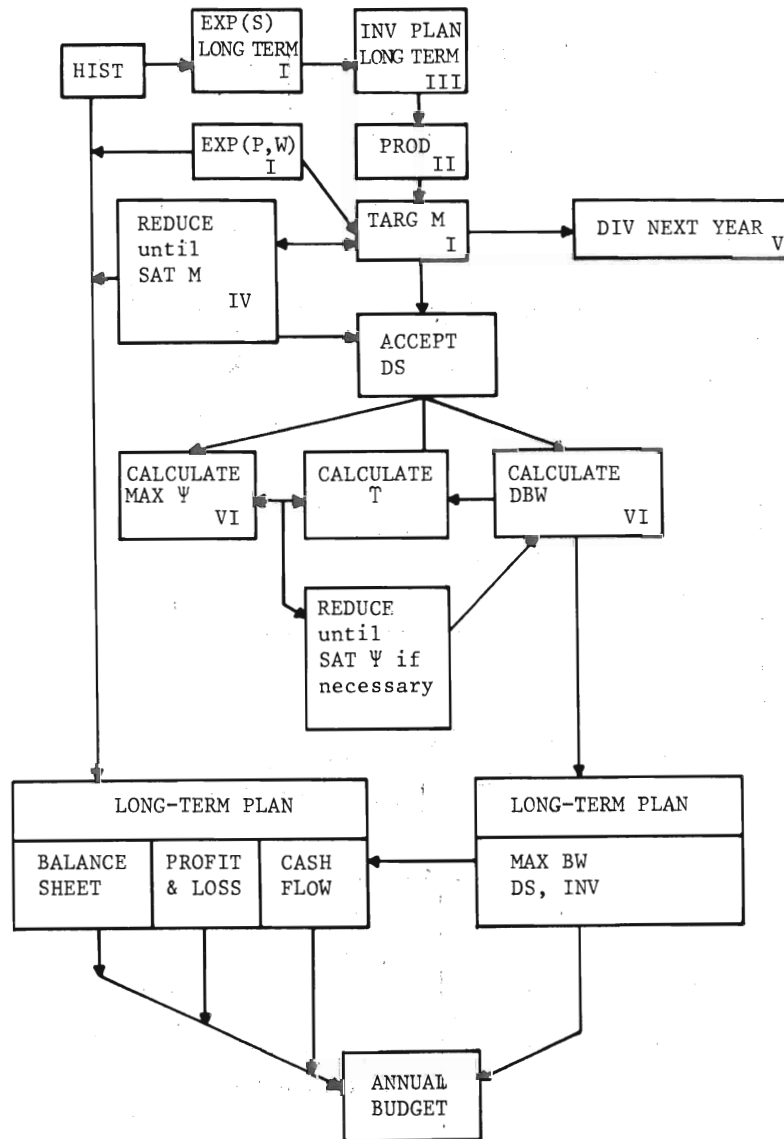 EXP(S)
LONG TERM
I
INV PLAN
LONG TERM
III
HIST
EXP(P,W)
I
PROD
II
REDUCE
until
SAT M
IV
TARG M
I
DIV NEXT YEAR
V
ACCEPT
DS
CALCULATE
MAX Ψ
VI
CALCULATE
ϒ
CALCULATE
DBW
VI
REDUCE
until
SAT Ψ if
necessary
LONG-TERM PLAN
BALANCE
SHEET
PROFIT
& LOSS
CASH
FLOW
LONG-TERM PLAN
MAX BW
DS, INV
ANNUAL
BUDGET